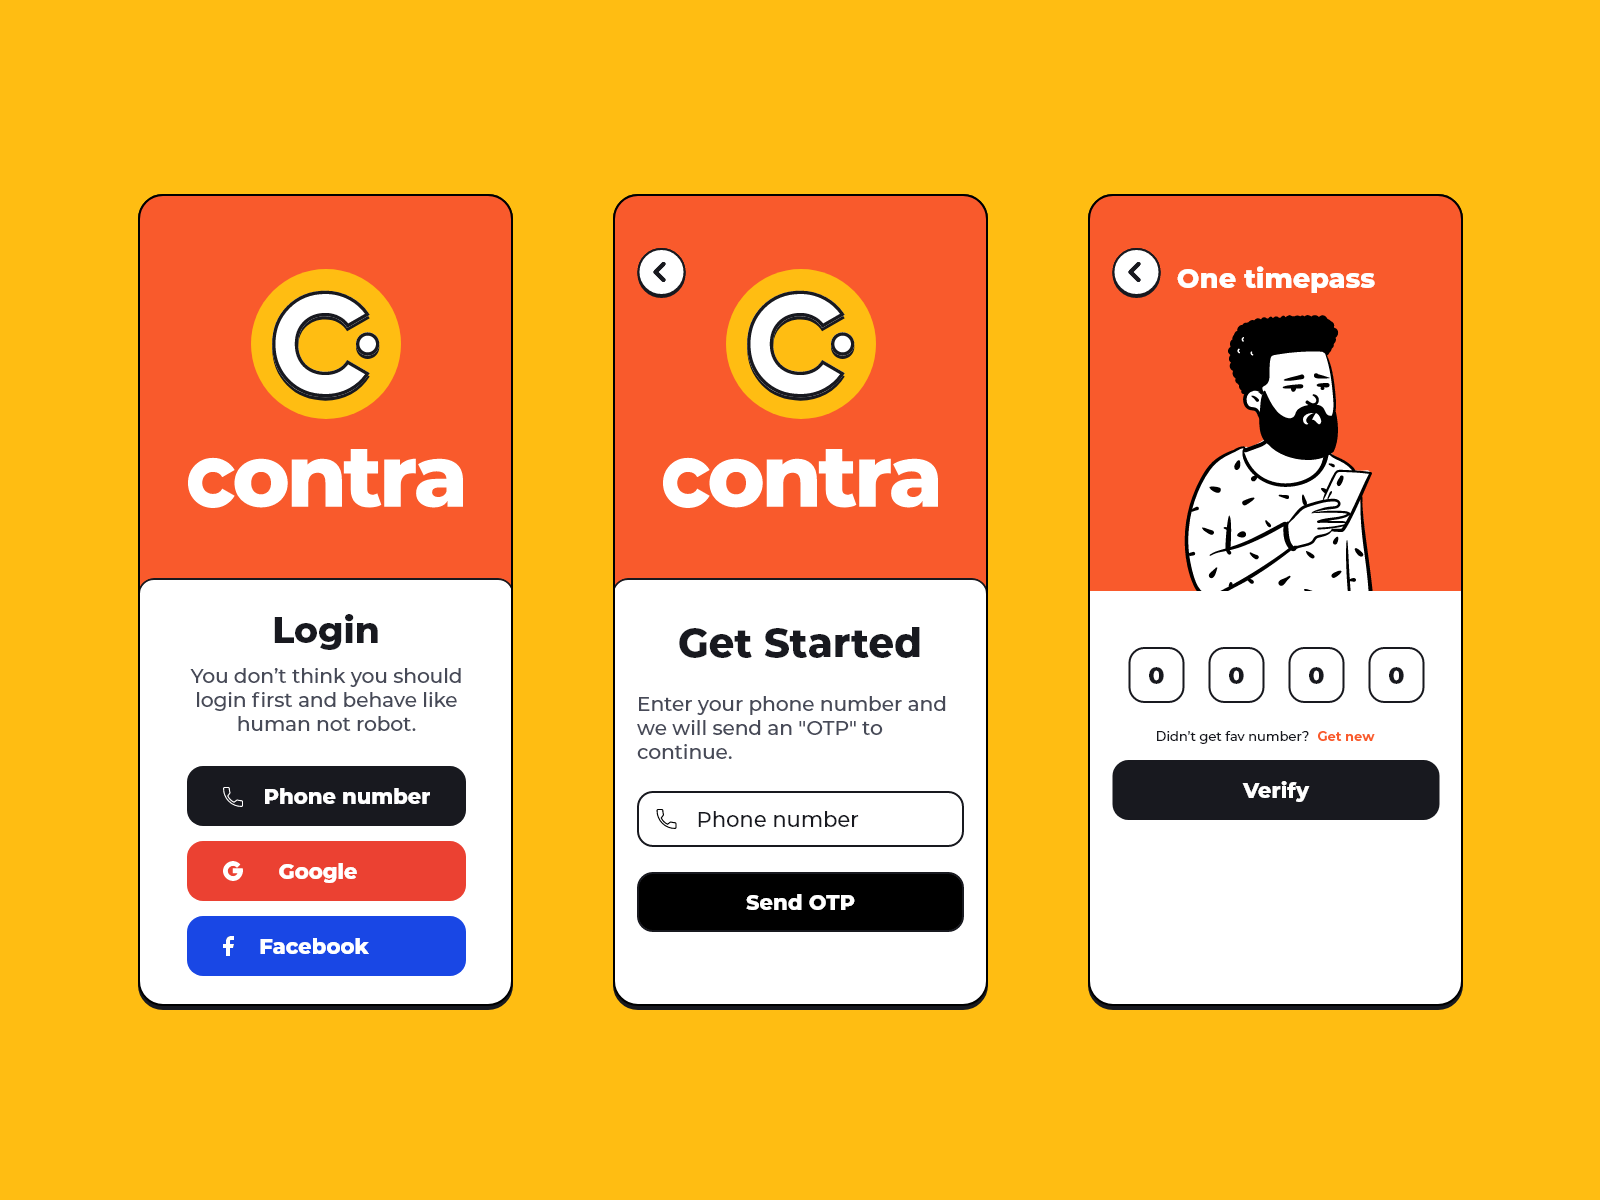 contra
Login
You don't think you should
login first and behave like
human not robot.
Phone number
Google
Facebook
contra
Get Started
Enter your phone number and
we will send an "OTP" to
continue.
Phone number
Send OTP
One timepass
0 0 0 0
Didn't get fav number? Get new
Verify